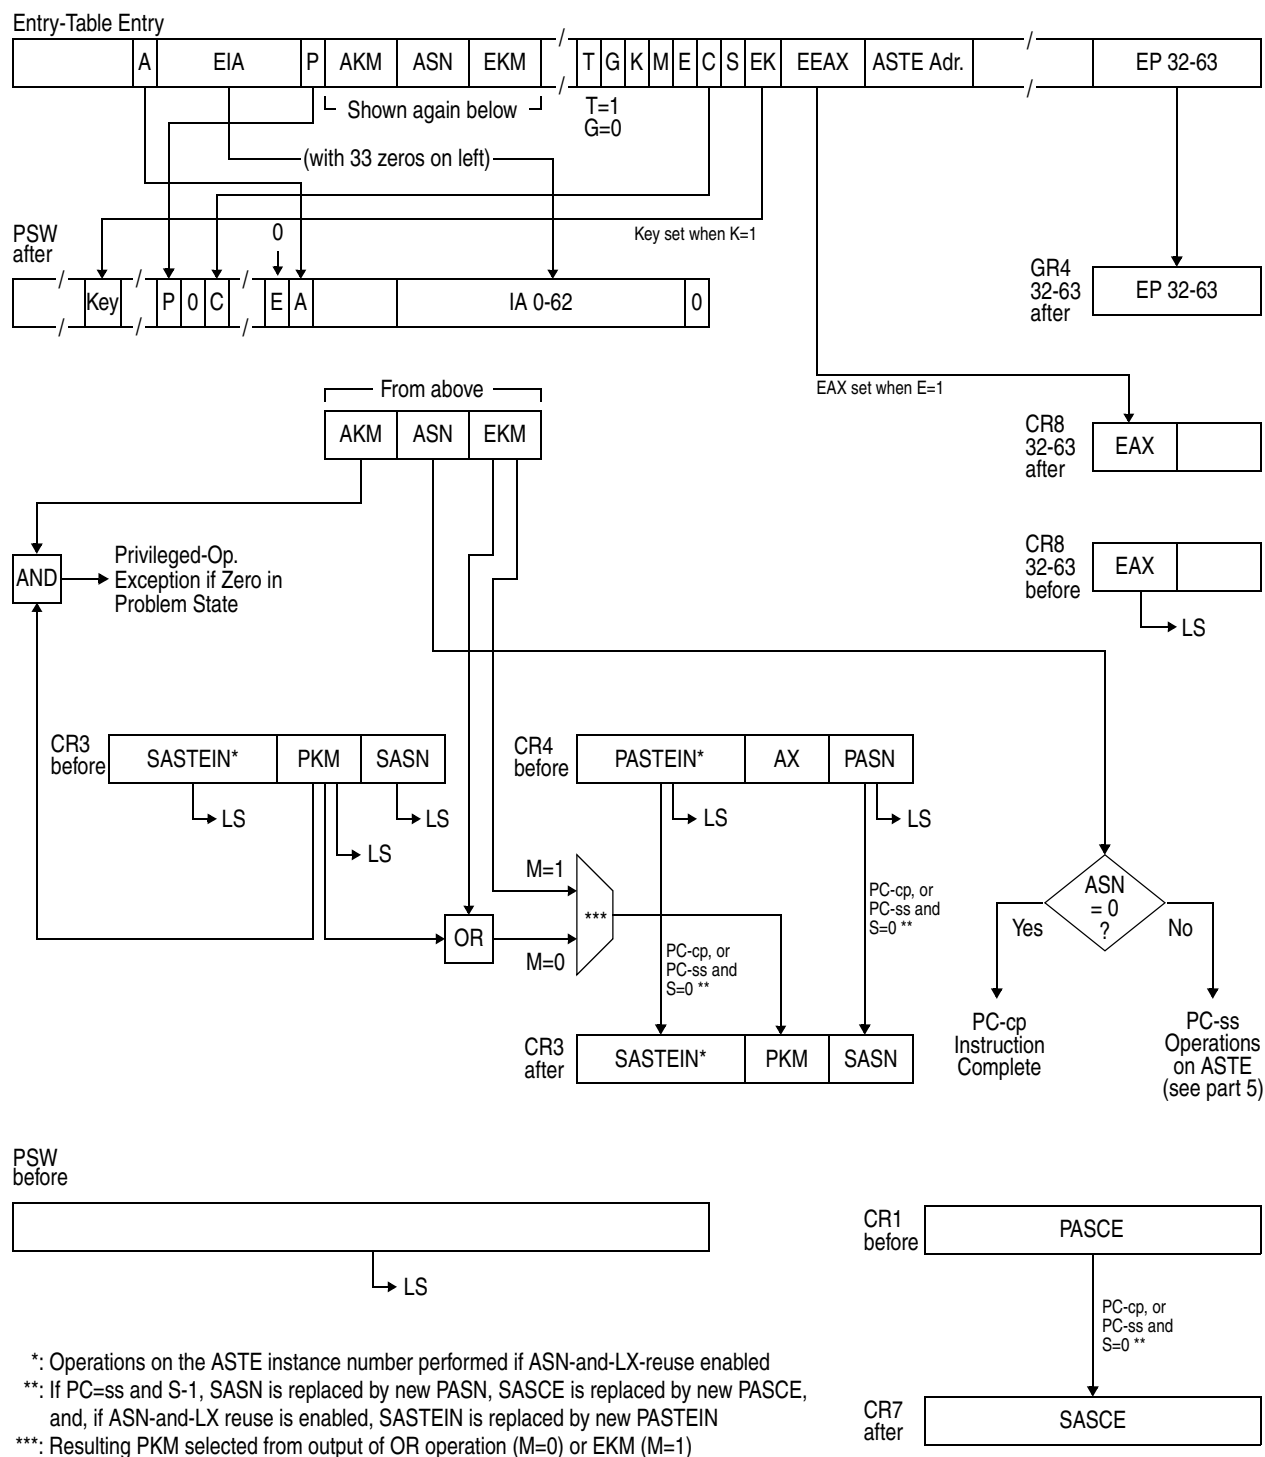 Entry-Table Entry
A EIA P AKM ASN EKM T G K M E C S EK EEAX ASTE Adr. EP 32-63
Shown again below
T=1
G=0
(with 33 zeros on left)
Key set when K=1
PSW
after
0
Key P 0 C E A IA 0-62 0
GR4
32-63
after
EP 32-63
EAX set when E=1
From above
AKM ASN EKM
CR8
32-63
after
EAX
AND
Privileged-Op.
Exception if Zero in
Problem State
CR8
32-63
before
EAX
LS
CR3
before
SASTEIN* PKM SASN
LS
LS
LS
CR4
before
PASTEIN* AX PASN
LS
LS
M=1
***
OR
M=0
PC-cp, or
PC-ss and
S=0 **
PC-cp, or
PC-ss and
S=0 **
ASN
= 0
?
Yes
No
PC-cp
Instruction
Complete
PC-ss
Operations
on ASTE
(see part 5)
CR3
after
SASTEIN* PKM SASN
PSW
before
LS
CR1
before
PASCE
PC-cp, or
PC-ss and
S=0 **
CR7
after
SASCE
*: Operations on the ASTE instance number performed if ASN-and-LX-reuse enabled
**: If PC=ss and S-1, SASN is replaced by new PASN, SASCE is replaced by new PASCE,
and, if ASN-and-LX reuse is enabled, SASTEIN is replaced by new PASTEIN
***: Resulting PKM selected from output of OR operation (M=0) or EKM (M=1)